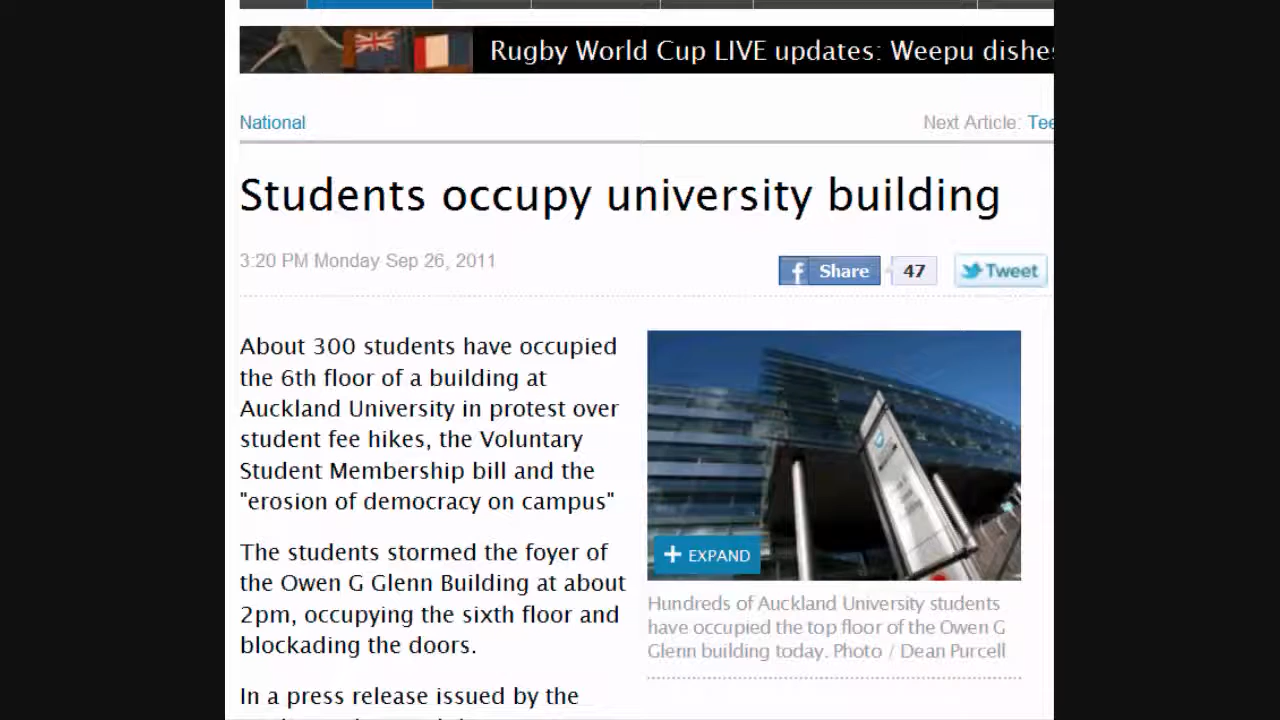 Rugby World Cup LIVE updates: Weepu dishes
National
Next Article: Tee
Students occupy university building
3:20 PM Monday Sep 26, 2011
f Share 47 Tweet
About 300 students have occupied
the 6th floor of a building at
Auckland University in protest over
student fee hikes, the Voluntary
Student Membership bill and the
"erosion of democracy on campus"
The students stormed the foyer of
the Owen G Glenn Building at about
2pm, occupying the sixth floor and
blockading the doors.
In a press release issued by the
+ EXPAND
Hundreds of Auckland University students
have occupied the top floor of the Owen G
Glenn building today. Photo / Dean Purcell